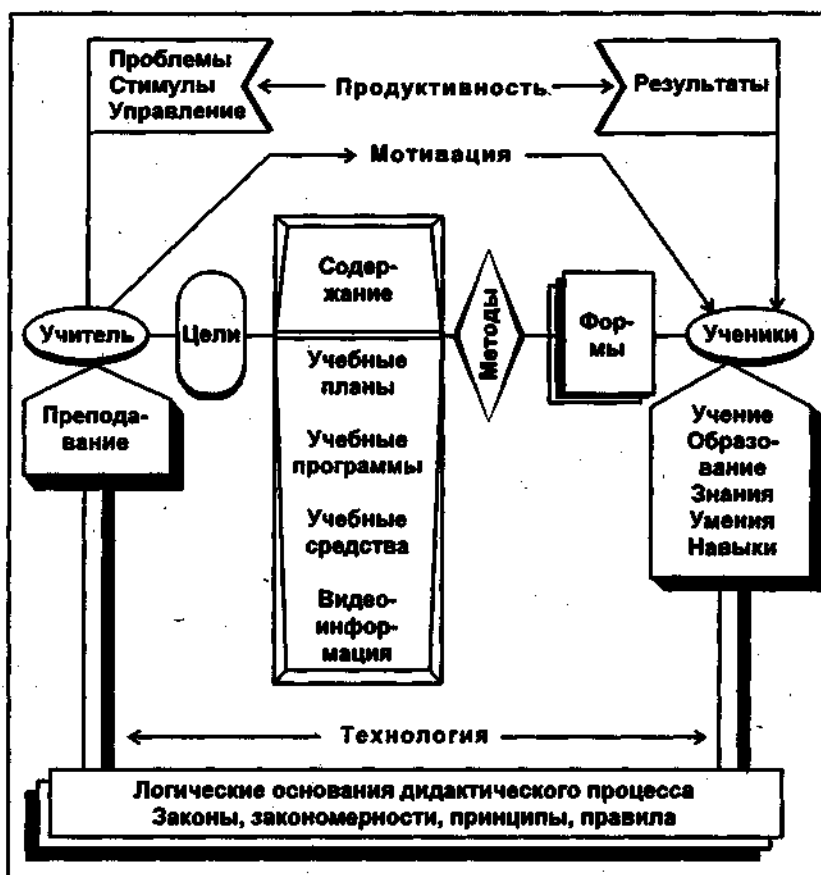 Проблемы
Стимулы
Управление
Продуктивность
Результаты
Мотивация
Учитель
Цели
Содер-
жание
Методы
Фор-
мы
Ученики
Учебные
планы
Учебные
программы
Учебные
средства
Видео-
инфор-
мация
Препода-
вание
Учение
Образо-
вание
Знания
Умения
Навыки
Технология
Логические основания дидактического процесса
Законы, закономерности, принципы, правила